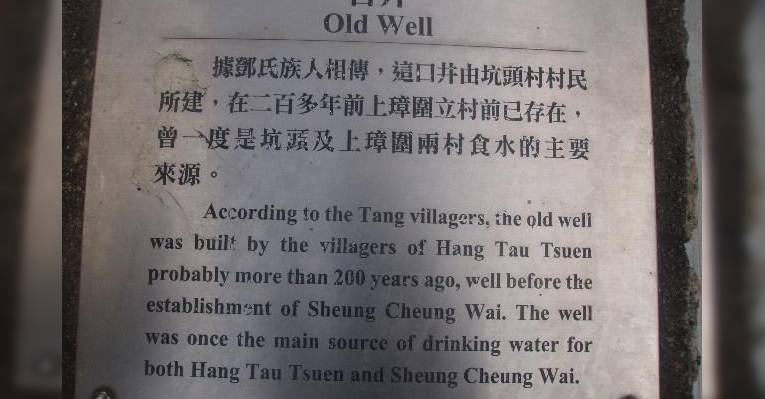 古井
Old Well
據鄧氏族人相傳，這口井由坑頭村村民
所建，在二百多年前上璋圍立村前已存在，
曾一度是坑頭及上璋圍兩村食水的主要
來源。
According to the Tang villagers, the old well
was built by the villagers of Hang Tau Tsuen
probably more than 200 years ago, well before the
establishment of Sheung Cheung Wai. The well
was once the main source of drinking water for
both Hang Tau Tsuen and Sheung Cheung Wai.